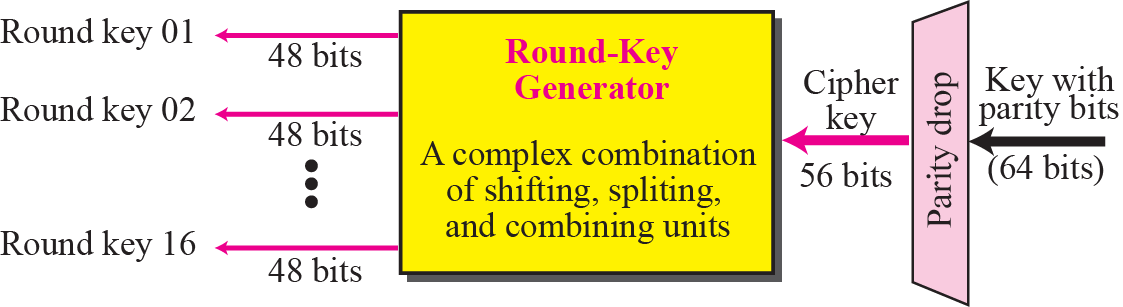 Round key 01
48 bits
Round key 02
48 bits
Round key 16
48 bits
Round-Key
Generator
A complex combination
of shifting, spliting,
and combining units
Cipher
key
56 bits
Parity drop
Key with
parity bits
(64 bits)